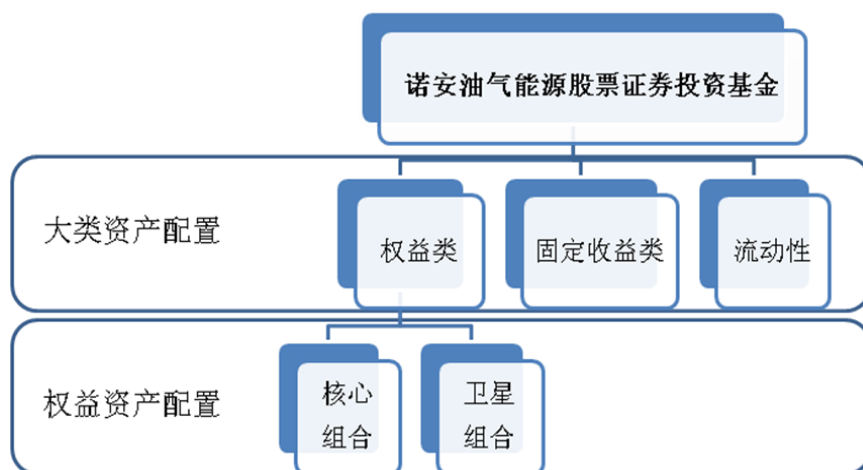 诺安油气能源股票证券投资基金
大类资产配置
权益类
固定收益类
流动性
权益资产配置
核心
组合
卫星
组合